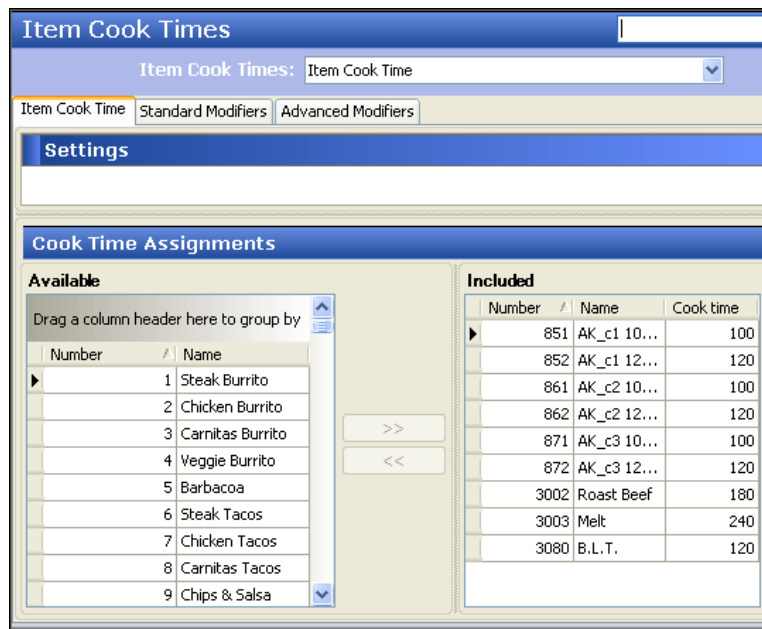 Item Cook Times
Item Cook Times: Item Cook Time
Item Cook Time Standard Modifiers Advanced Modifiers
Settings
Cook Time Assignments
Available
Drag a column header here to group by
Number Name
1 Steak Burrito
2 Chicken Burrito
3 Carnitas Burrito
4 Veggie Burrito
5 Barbacoa
6 Steak Tacos
7 Chicken Tacos
8 Carnitas Tacos
9 Chips & Salsa
>>
<<
Included
Number Name Cook time
851 AK_c1 10... 100
852 AK_c1 12... 120
861 AK_c2 10... 100
862 AK_c2 12... 120
871 AK_c3 10... 100
872 AK_c3 12... 120
3002 Roast Beef 180
3003 Melt 240
3080 B.L.T. 120